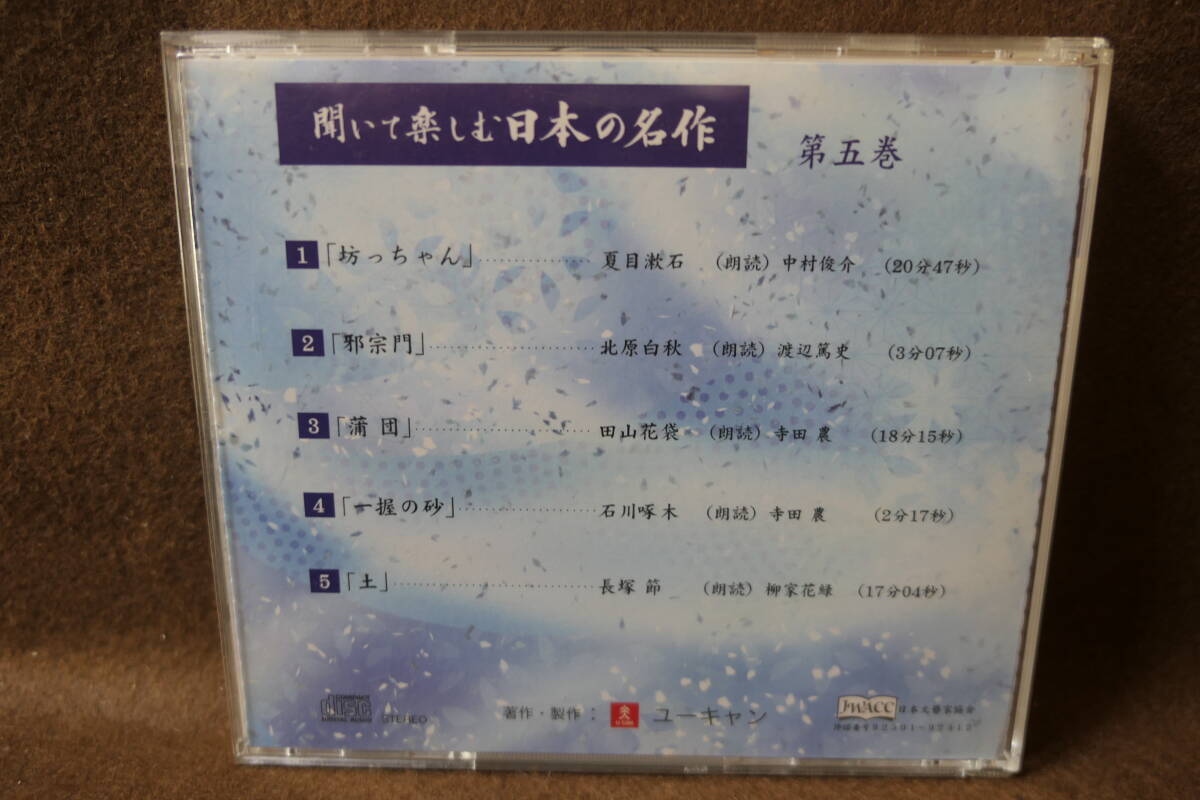 聞いて楽しむ日本の名作
第五巻
1 「坊っちゃん」 夏目漱石 (朗読) 中村俊介 (20分47秒)
2 「邪宗門」 北原白秋 (朗読) 渡辺篤史 (3分07秒)
3 「蒲団」 田山花袋 (朗読) 寺田 農 (18分15秒)
4 「一握の砂」 石川啄木 (朗読) 寺田 農 (2分17秒)
5 「土」 長塚 節 (朗読) 柳家花緑 (17分04秒)
COMPACT disc DIGITAL AUDIO STEREO
著作・製作: ユーキャン
JWACC 日本文藝家協会